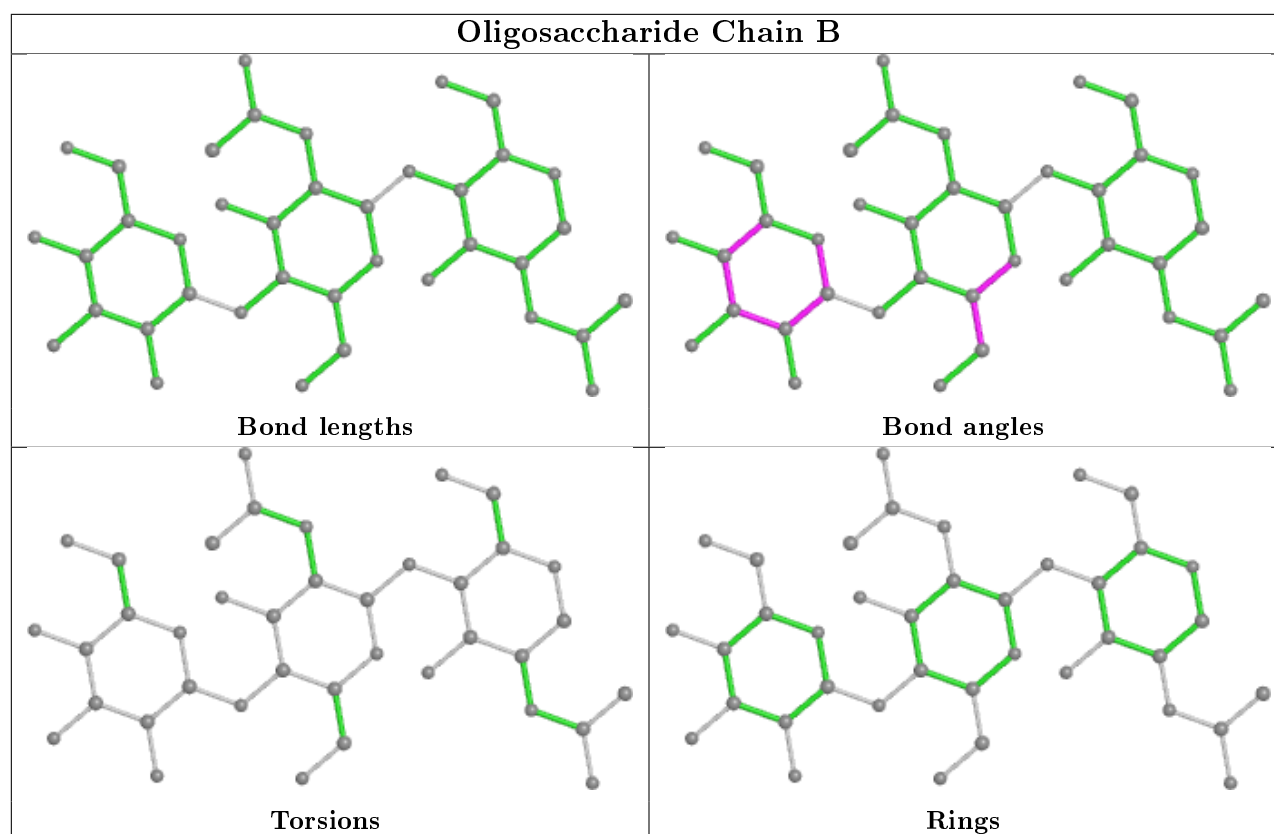 Oligosaccharide Chain B
Bond lengths
Bond angles
Torsions
Rings